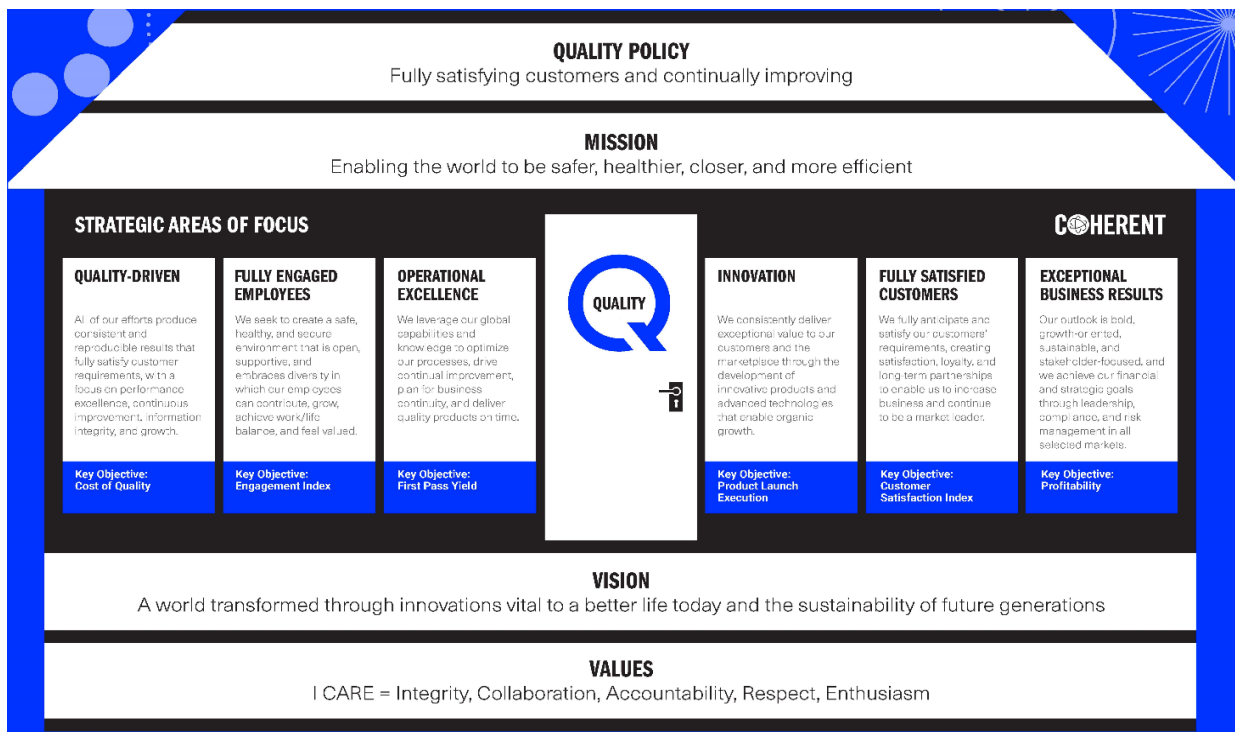 QUALITY POLICY
Fully satisfying customers and continually improving
MISSION
Enabling the world to be safer, healthier, closer, and more efficient
STRATEGIC AREAS OF FOCUS
COHERENT
QUALITY-DRIVEN
All of our efforts produce
consistent and
reproducible results that
fully satisfy customer
requirements, with a
focus on performance
excellence, continuous
improvement, information
integrity, and growth.
Key Objective:
Cost of Quality
FULLY ENGAGED
EMPLOYEES
We seek to create a safe,
healthy, and secure
environment that is open,
supportive, and
embraces diversity in
which our employees
can contribute, grow,
achieve work/life
balance, and feel valued.
Key Objective:
Engagement Index
OPERATIONAL
EXCELLENCE
We leverage our global
capabilities and
knowledge to optimize
our processes, drive
continual improvement,
plan for business
continuity, and deliver
quality products on time.
Key Objective:
First Pass Yield
QUALITY
INNOVATION
We consistently deliver
exceptional value to our
customers and the
marketplace through the
development of
innovative products and
advanced technologies
that enable organic
growth.
Key Objective:
Product Launch
Execution
FULLY SATISFIED
CUSTOMERS
We fully anticipate and
satisfy our customers'
requirements, creating
satisfaction, loyalty, and
long-term partnerships
to enable us to increase
business and continue
to be a market leader.
Key Objective:
Customer
Satisfaction Index
EXCEPTIONAL
BUSINESS RESULTS
Our outlook is bold,
growth-oriented,
sustainable, and
stakeholder-focused, and
we achieve our financial
and strategic goals
through leadership,
compliance, and risk
management in all
selected markets.
Key Objective:
Profitability
VISION
A world transformed through innovations vital to a better life today and the sustainability of future generations
VALUES
I CARE = Integrity, Collaboration, Accountability, Respect, Enthusiasm